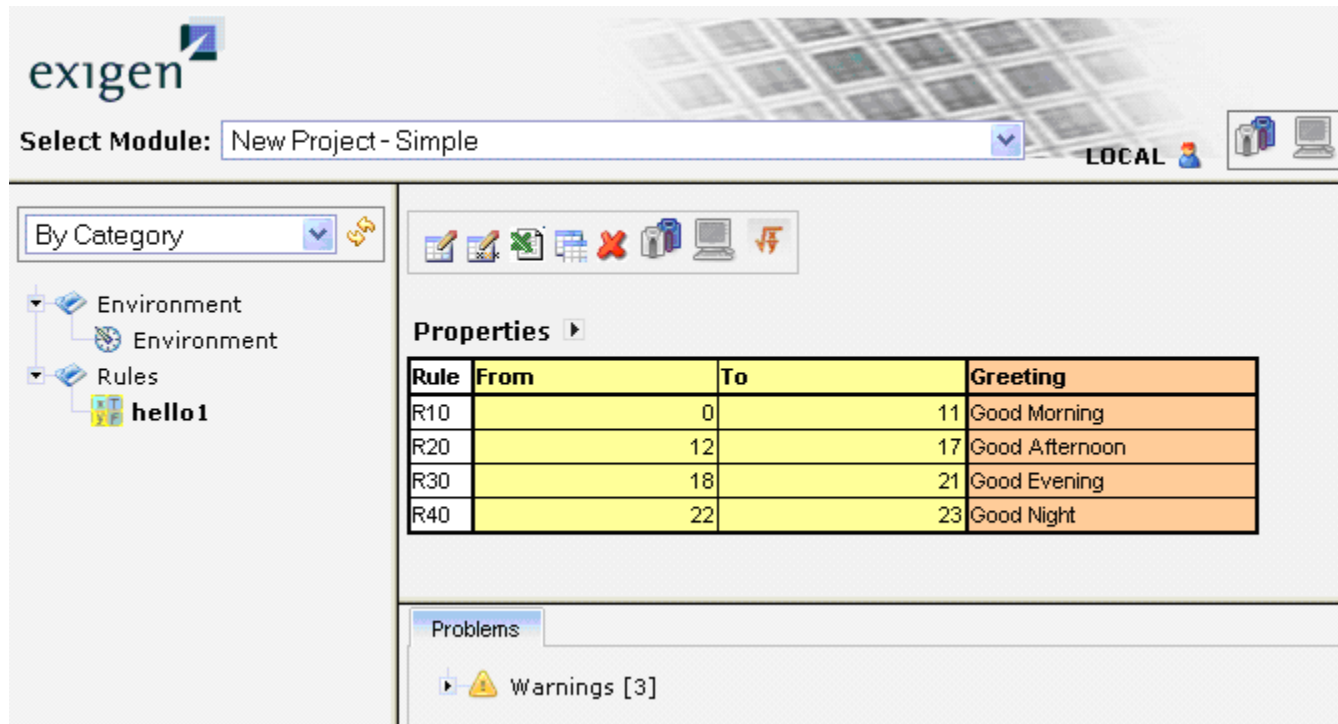 exigen
Select Module: New Project - Simple
LOCAL
By Category
Environment
Environment
Rules
hello1
Properties
Rule From To Greeting
R10 0 11 Good Morning
R20 12 17 Good Afternoon
R30 18 21 Good Evening
R40 22 23 Good Night
Problems
Warnings [3]